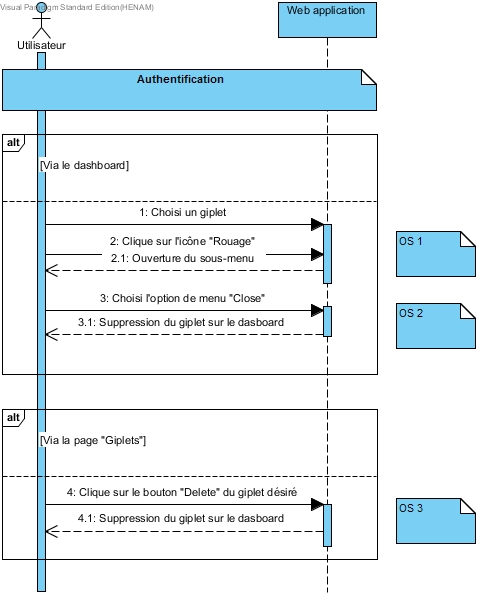 Visual Paradigm Standard Edition(HENAM)
Web application
Utilisateur
Authentification
alt
[Via le dashboard]
1: Choisi un giplet
2: Clique sur l'icône "Rouage"
2.1: Ouverture du sous-menu
OS 1
3: Choisi l'option de menu "Close"
3.1: Suppression du giplet sur le dasboard
OS 2
alt
[Via la page "Giplets"]
4: Clique sur le bouton "Delete" du giplet désiré
4.1: Suppression du giplet sur le dasboard
OS 3